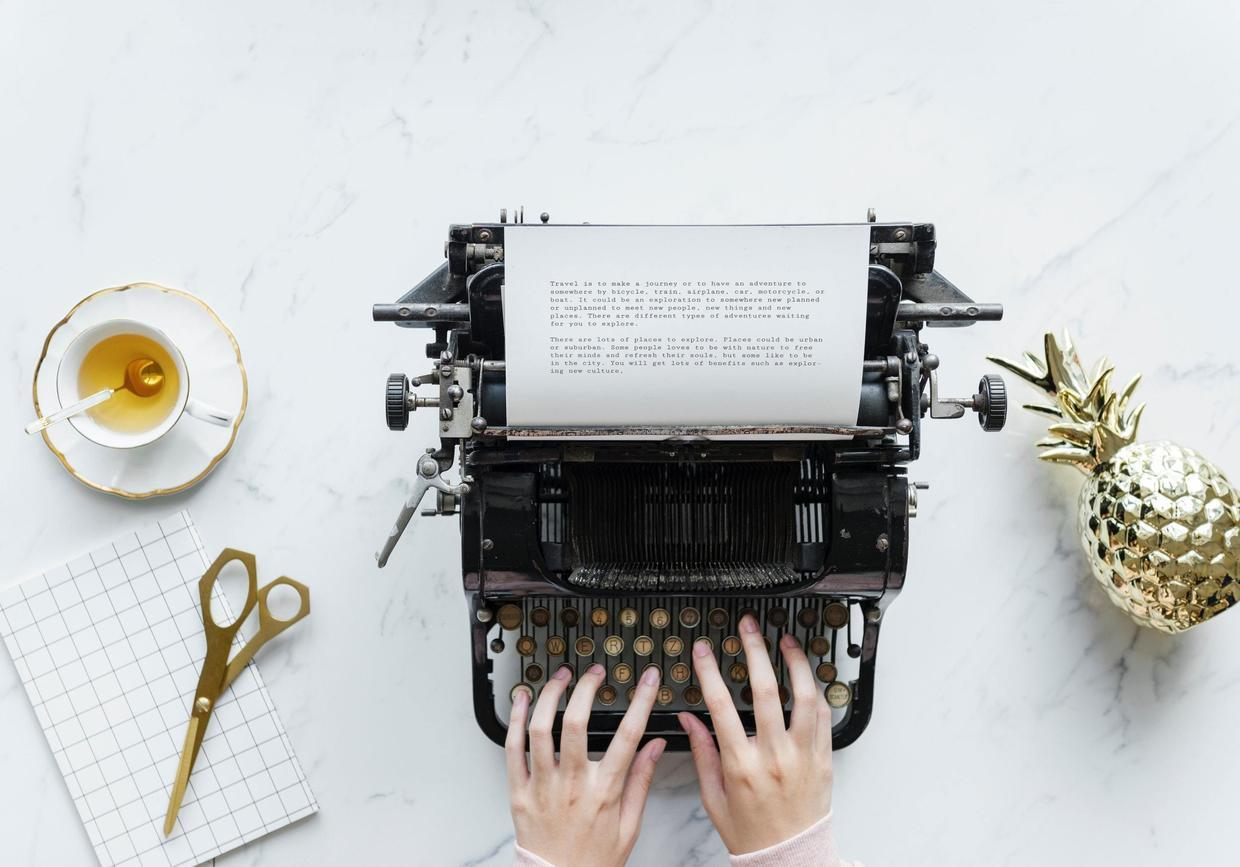 Travel is to make a journey or to have an adventure to
somewhere by bicycle, train, airplane, car, motorcycle, or
boat. It could be an exploration to somewhere new planned
or unplanned to meet new people, new things and new
places. There are different types of adventures waiting
for you to explore.
There are lots of places to explore. Places could be urban
or suburban. Some people loves to be with nature to free
their minds and refresh their souls, but some like to be
in the city. You will get lots of benefits such as explor-
ing new culture.
4 5 6 7
W E R T Z I
F H
C B